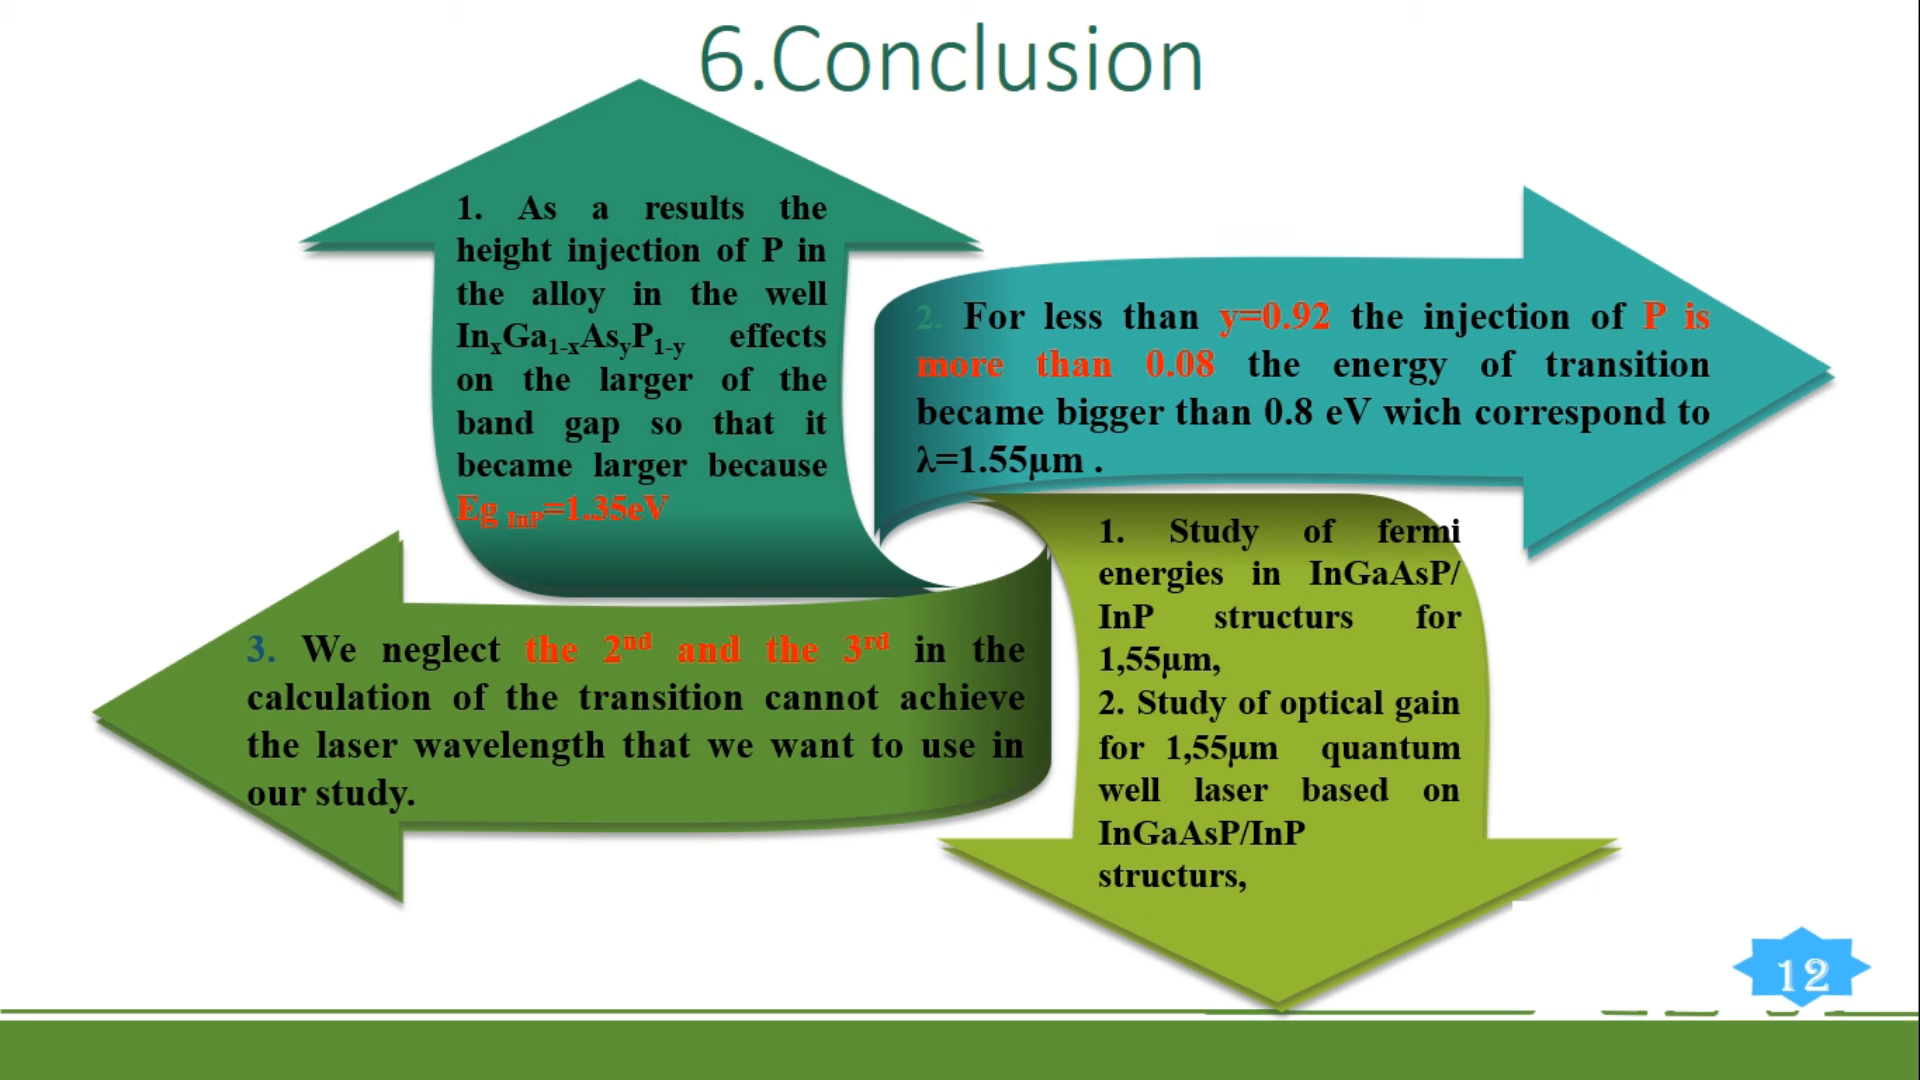 6.Conclusion
1. As a results the
height injection of P in
the alloy in the well
InₓGa₁₋ₓAsᵧP₁₋ᵧ effects
on the larger of the
band gap so that it
became larger because
Eg InP=1.35eV
2. For less than y=0.92 the injection of P is
more than 0.08 the energy of transition
became bigger than 0.8 eV wich correspond to
λ=1.55µm .
3. We neglect the 2nd and the 3rd in the
calculation of the transition cannot achieve
the laser wavelength that we want to use in
our study.
1. Study of fermi
energies in InGaAsP/
InP structurs for
1,55µm,
2. Study of optical gain
for 1,55µm quantum
well laser based on
InGaAsP/InP
structurs,
12